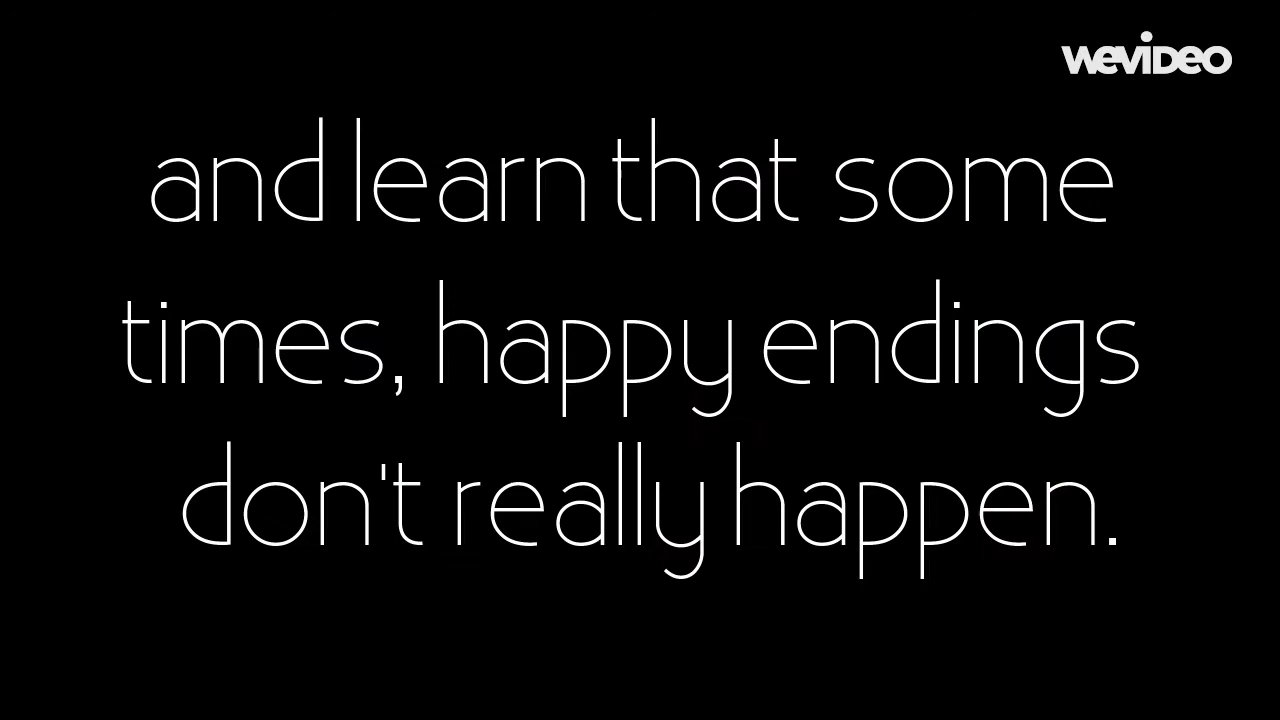 wevideo
and learn that some
times, happy endings
don't really happen.